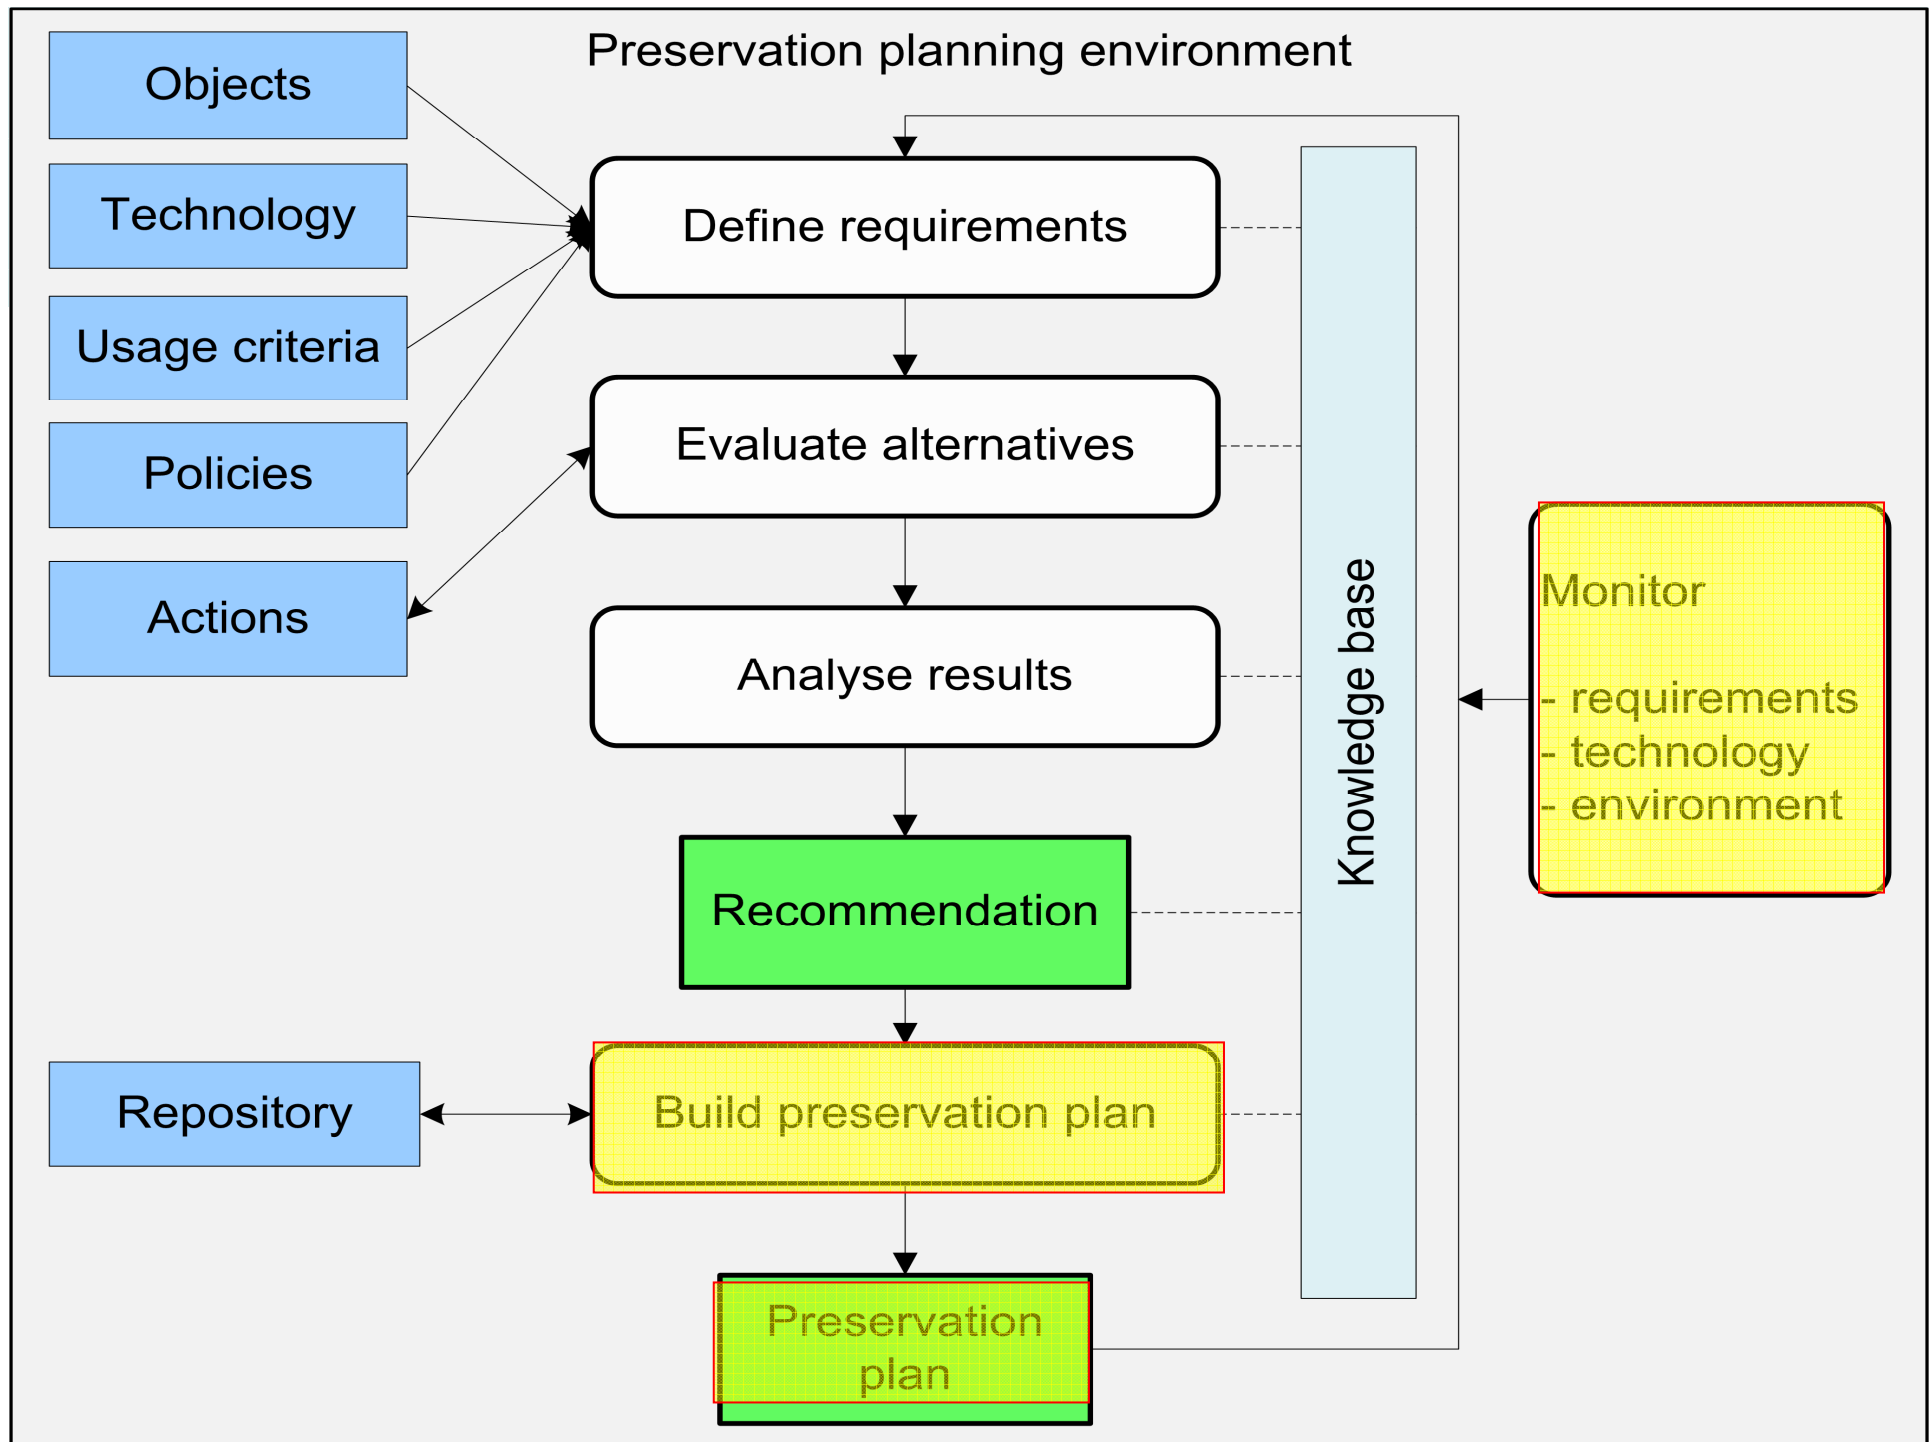 Preservation planning environment
Objects
Technology
Usage criteria
Policies
Actions
Repository
Define requirements
Evaluate alternatives
Analyse results
Recommendation
Build preservation plan
Preservation
plan
Knowledge base
Monitor
- requirements
- technology
- environment